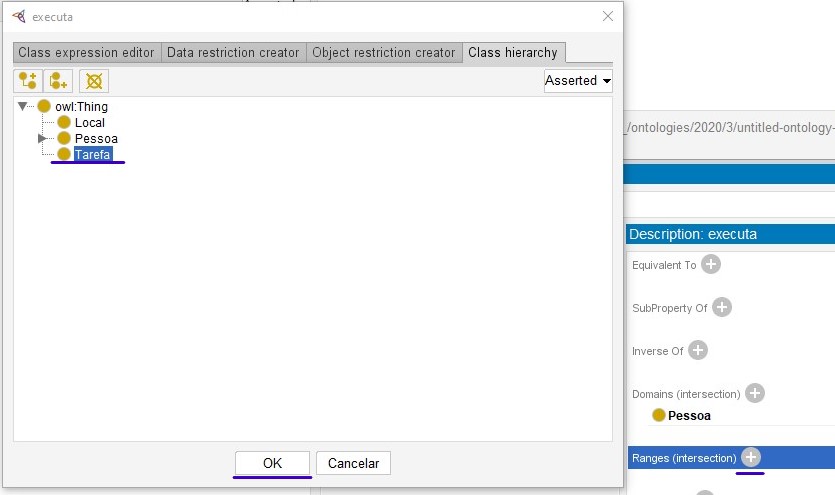 executa
Class expression editor Data restriction creator Object restriction creator Class hierarchy
Asserted
owl:Thing
Local
Pessoa
Tarefa
OK Cancelar
/ontologies/2020/3/untitled-ontology-
Description: executa
Equivalent To
SubProperty Of
Inverse Of
Domains (intersection)
Pessoa
Ranges (intersection)